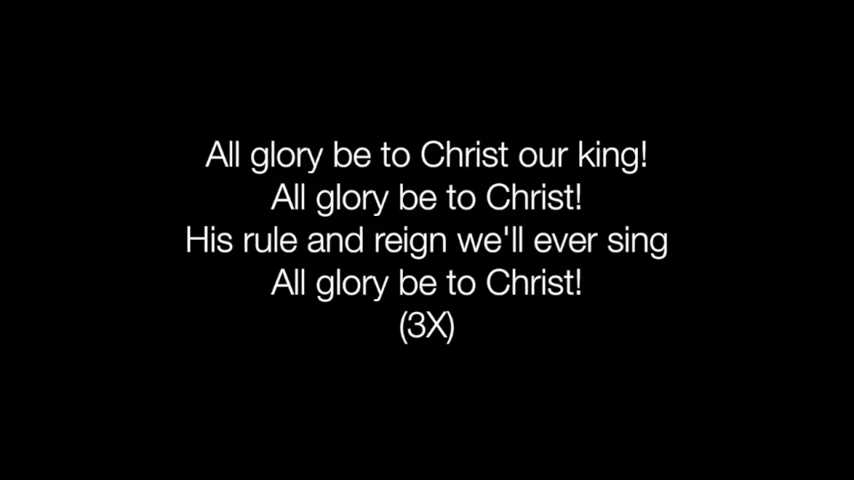 All glory be to Christ our king!
All glory be to Christ!
His rule and reign we'll ever sing
All glory be to Christ!
(3X)